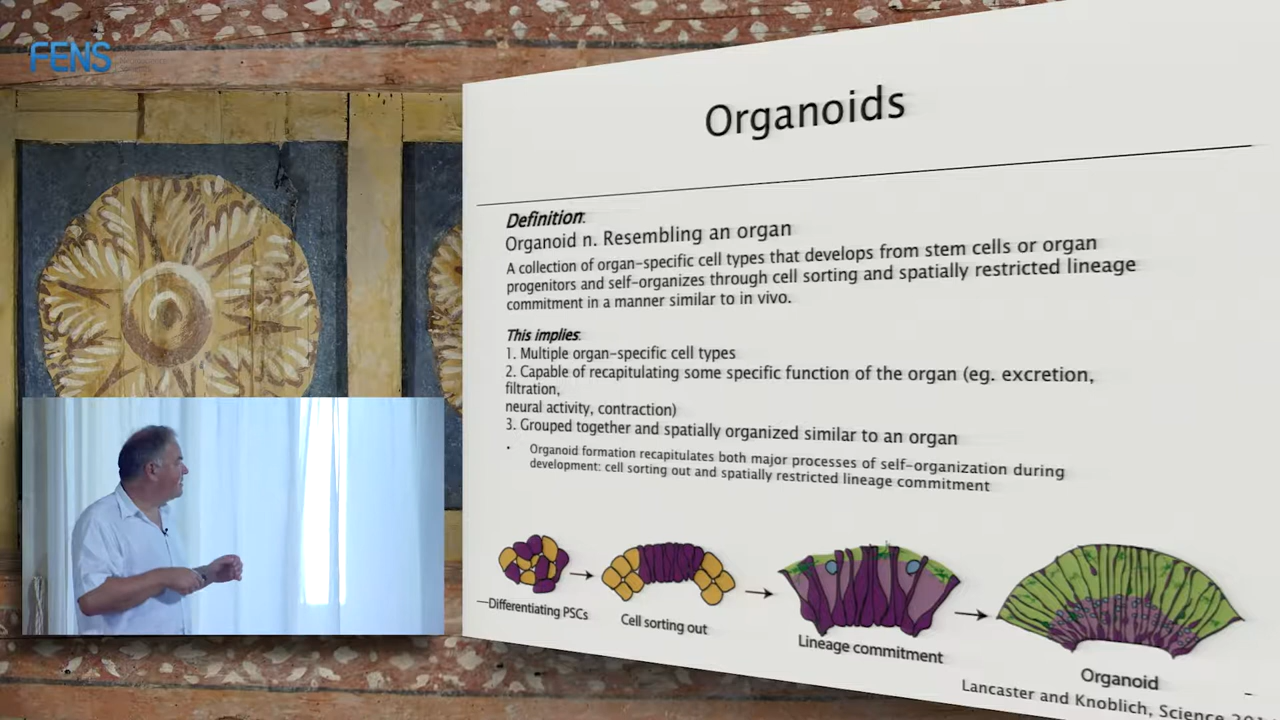 FENS
Organoids
Definition:
Organoid n. Resembling an organ
A collection of organ-specific cell types that develops from stem cells or organ
progenitors and self-organizes through cell sorting and spatially restricted lineage
commitment in a manner similar to in vivo.
This implies:
1. Multiple organ-specific cell types
2. Capable of recapitulating some specific function of the organ (eg. excretion,
filtration,
neural activity, contraction)
3. Grouped together and spatially organized similar to an organ
• Organoid formation recapitulates both major processes of self-organization during
development: cell sorting out and spatially restricted lineage commitment
—Differentiating PSCs
Cell sorting out
Lineage commitment
Organoid
Lancaster and Knoblich, Science